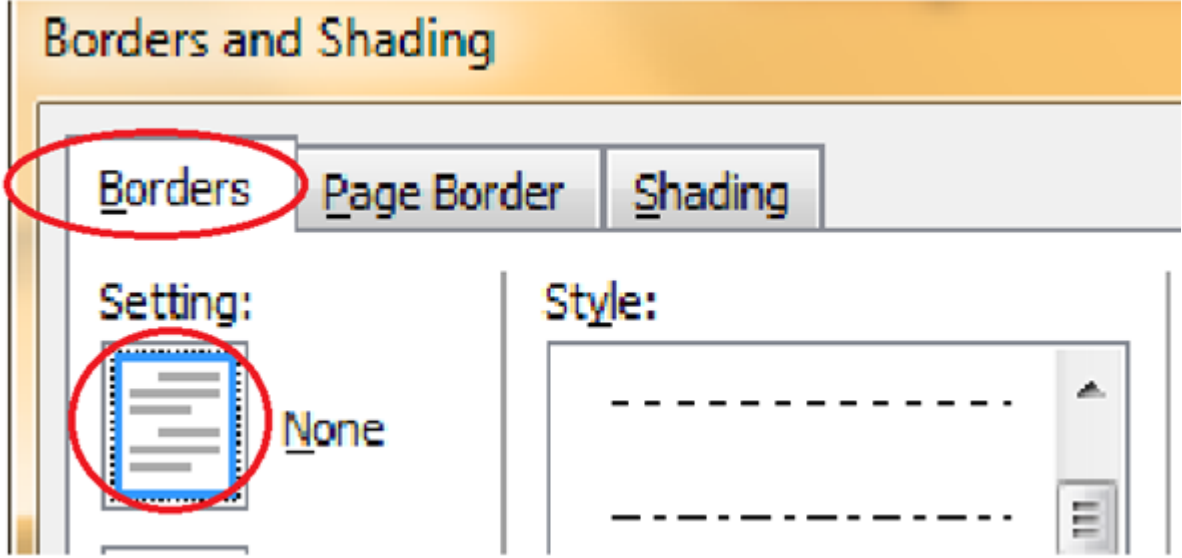 Borders and Shading
Borders Page Border Shading
Setting: Style:
None